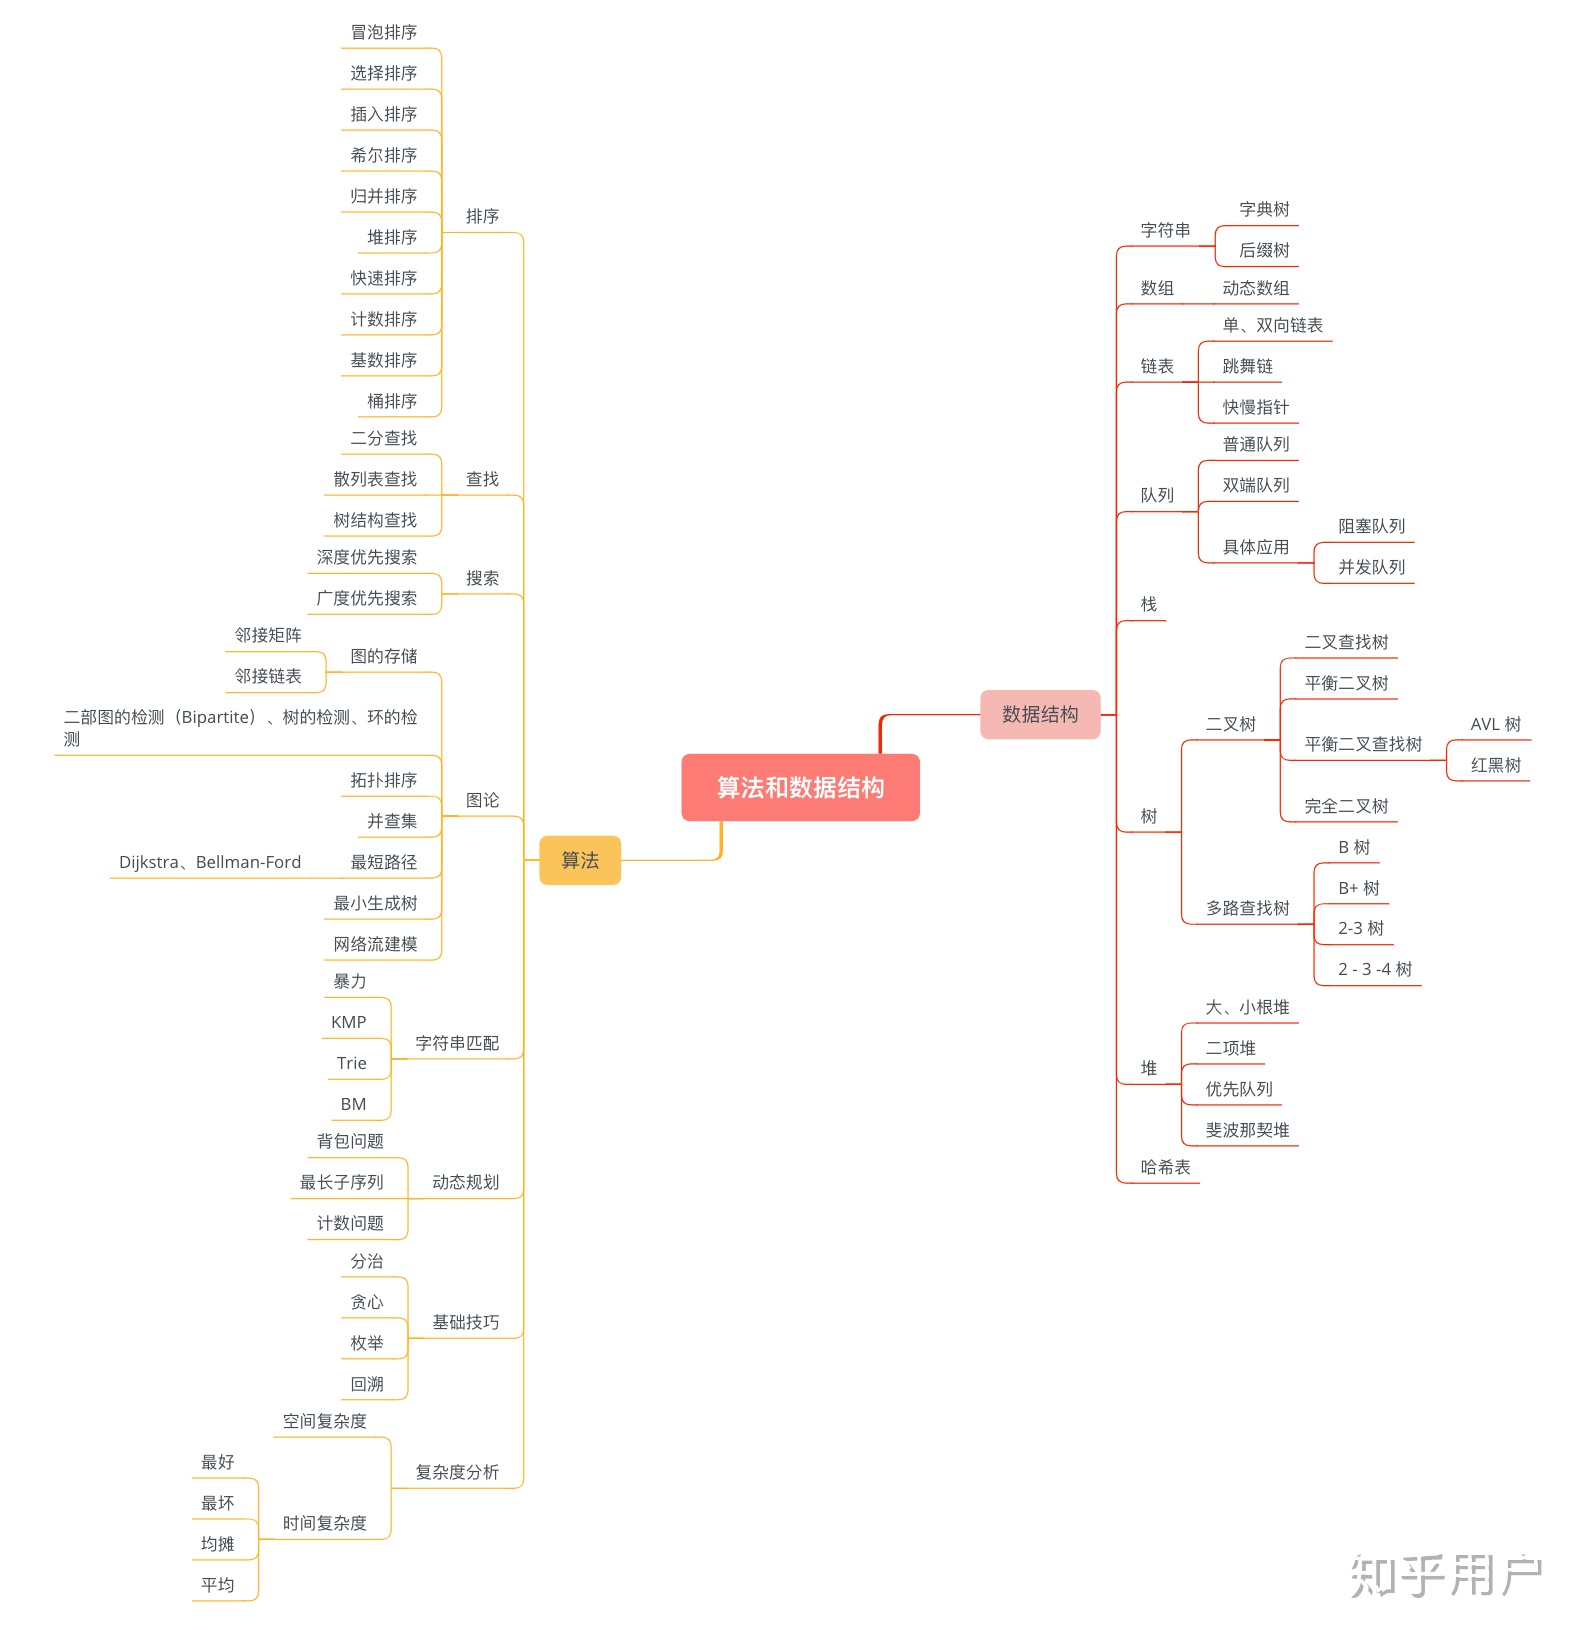 算法和数据结构
数据结构
字符串
字典树
后缀树
数组
动态数组
链表
单、双向链表
跳舞链
快慢指针
队列
普通队列
双端队列
具体应用
阻塞队列
并发队列
栈
树
二叉树
二叉查找树
平衡二叉树
平衡二叉查找树
AVL 树
红黑树
完全二叉树
多路查找树
B 树
B+ 树
2-3 树
2 - 3 -4 树
堆
大、小根堆
二项堆
优先队列
斐波那契堆
哈希表
算法
排序
冒泡排序
选择排序
插入排序
希尔排序
归并排序
堆排序
快速排序
计数排序
基数排序
桶排序
查找
二分查找
散列表查找
树结构查找
搜索
深度优先搜索
广度优先搜索
图论
图的存储
邻接矩阵
邻接链表
二部图的检测（Bipartite）、树的检测、环的检
测
拓扑排序
并查集
最短路径
Dijkstra、Bellman-Ford
最小生成树
网络流建模
字符串匹配
暴力
KMP
Trie
BM
动态规划
背包问题
最长子序列
计数问题
基础技巧
分治
贪心
枚举
回溯
复杂度分析
空间复杂度
时间复杂度
最好
最坏
均摊
平均
知乎用户